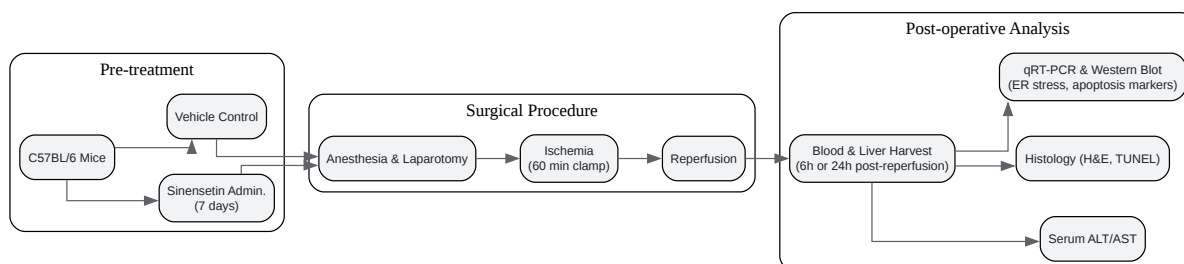 Pre-treatment
C57BL/6 Mice
Vehicle Control
Sinensetin Admin.
(7 days)
Surgical Procedure
Anesthesia & Laparotomy
Ischemia
(60 min clamp)
Reperfusion
Post-operative Analysis
Blood & Liver Harvest
(6h or 24h post-reperfusion)
qRT-PCR & Western Blot
(ER stress, apoptosis markers)
Histology (H&E, TUNEL)
Serum ALT/AST